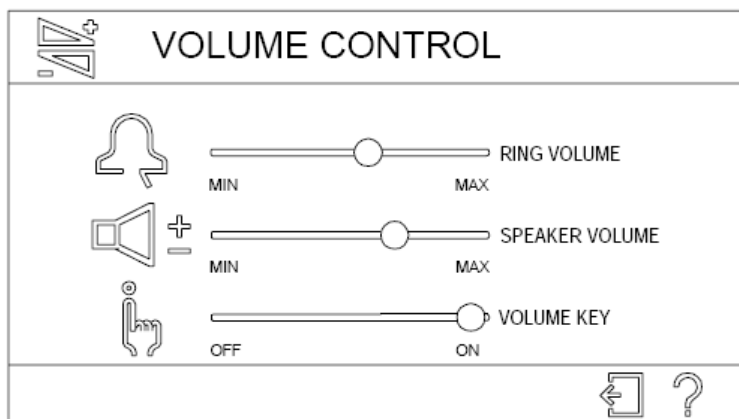 VOLUME CONTROL
RING VOLUME
MIN MAX
SPEAKER VOLUME
MIN MAX
VOLUME KEY
OFF ON